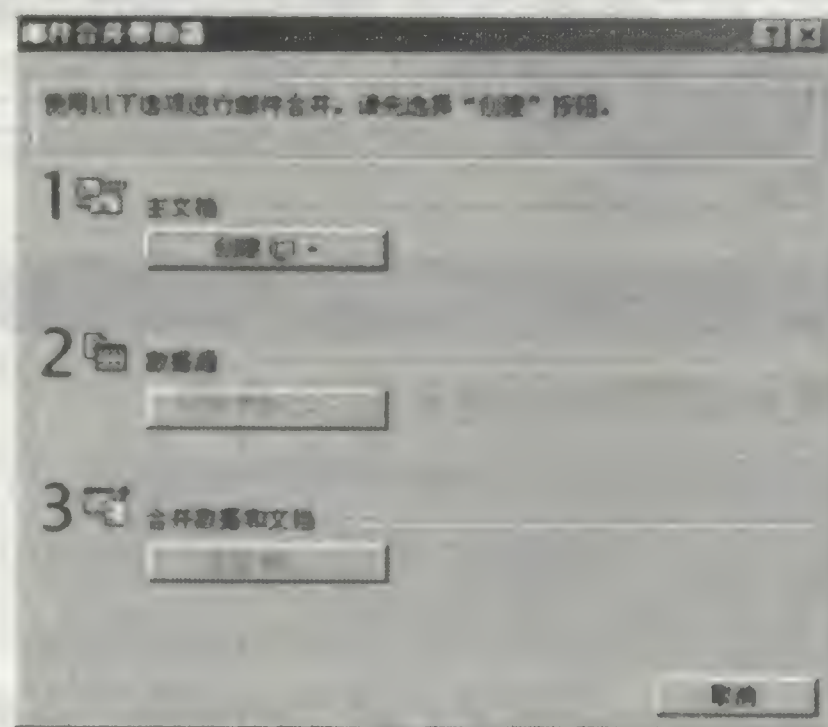 邮件合并帮助器
使用以下选项进行邮件合并。请先选择“创建”按钮。
1 主文档
创建(C)
2 数据源
3 合并数据和文档
取消